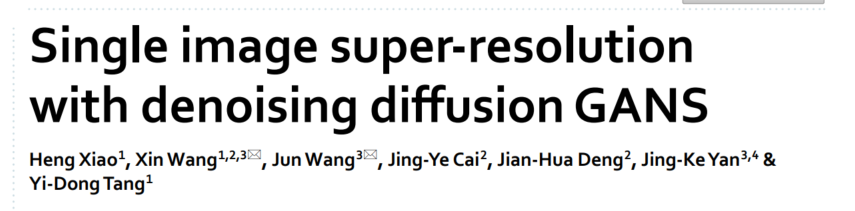 Single image super-resolution
with denoising diffusion GANS
Heng Xiao¹, Xin Wang¹,²,³✉, Jun Wang³✉, Jing-Ye Cai², Jian-Hua Deng², Jing-Ke Yan³,⁴ &
Yi-Dong Tang¹